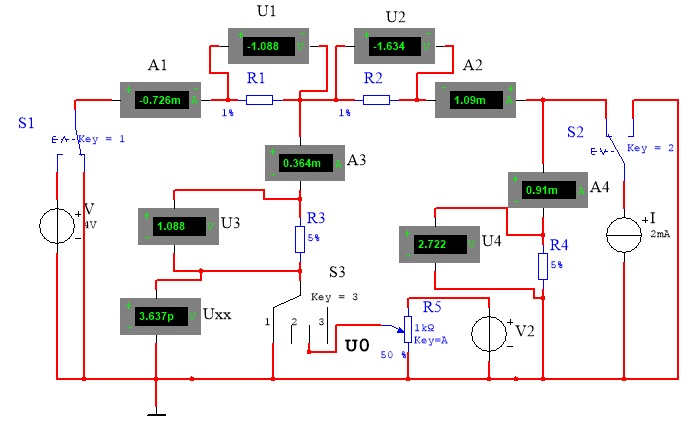 U1
U2
-1.088 V
-1.634 V
A1
R1
R2
A2
-0.726m A
1.09m A
1%
1%
S1
Key = 1
S2
Key = 2
0.364m A
A3
0.91m A
A4
V
4V
1.088 V
U3
R3
5%
2.722 V
U4
R4
5%
I
2mA
S3
Key = 3
3.637p V
Uxx
1
2
3
U0
R5
1kΩ
Key=A
50 %
V2